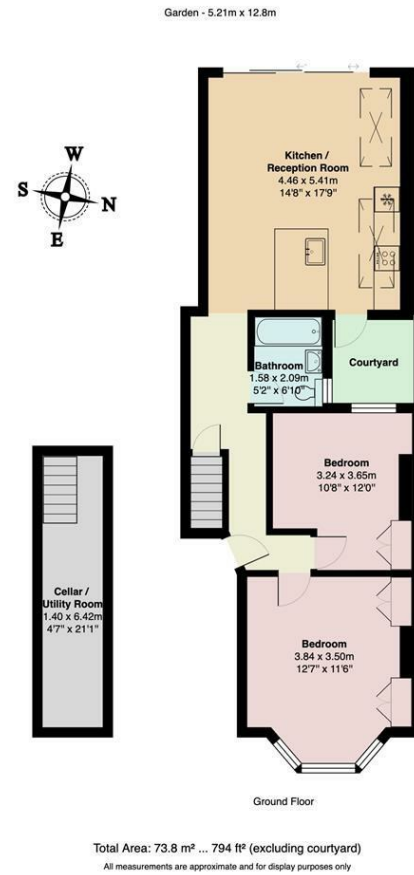 Garden - 5.21m x 12.8m
W
S
N
E
Kitchen /
Reception Room
4.46 x 5.41m
14'8" x 17'9"
Bathroom
1.58 x 2.09m
5'2" x 6'10"
Courtyard
Bedroom
3.24 x 3.65m
10'8" x 12'0"
Cellar /
Utility Room
1.40 x 6.42m
4'7" x 21'1"
Bedroom
3.84 x 3.50m
12'7" x 11'6"
Ground Floor
Total Area: 73.8 m² ... 794 ft² (excluding courtyard)
All measurements are approximate and for display purposes only